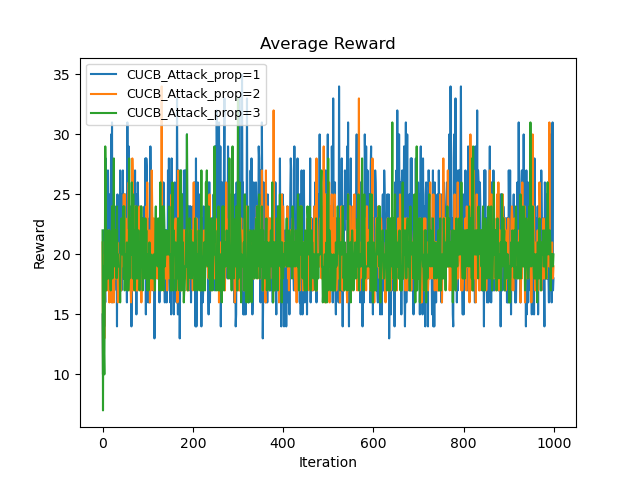 Average Reward
CUCB_Attack_prop=1
CUCB_Attack_prop=2
CUCB_Attack_prop=3
35
30
25
20
15
10
Reward
0 200 400 600 800 1000
Iteration